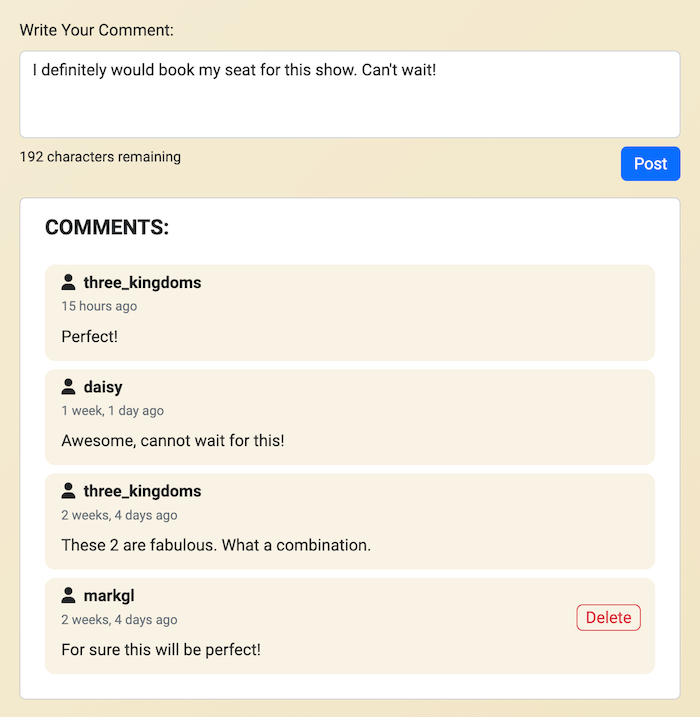 Write Your Comment:
I definitely would book my seat for this show. Can't wait!
192 characters remaining
Post
COMMENTS:
three_kingdoms
15 hours ago
Perfect!
daisy
1 week, 1 day ago
Awesome, cannot wait for this!
three_kingdoms
2 weeks, 4 days ago
These 2 are fabulous. What a combination.
markgl
2 weeks, 4 days ago
Delete
For sure this will be perfect!